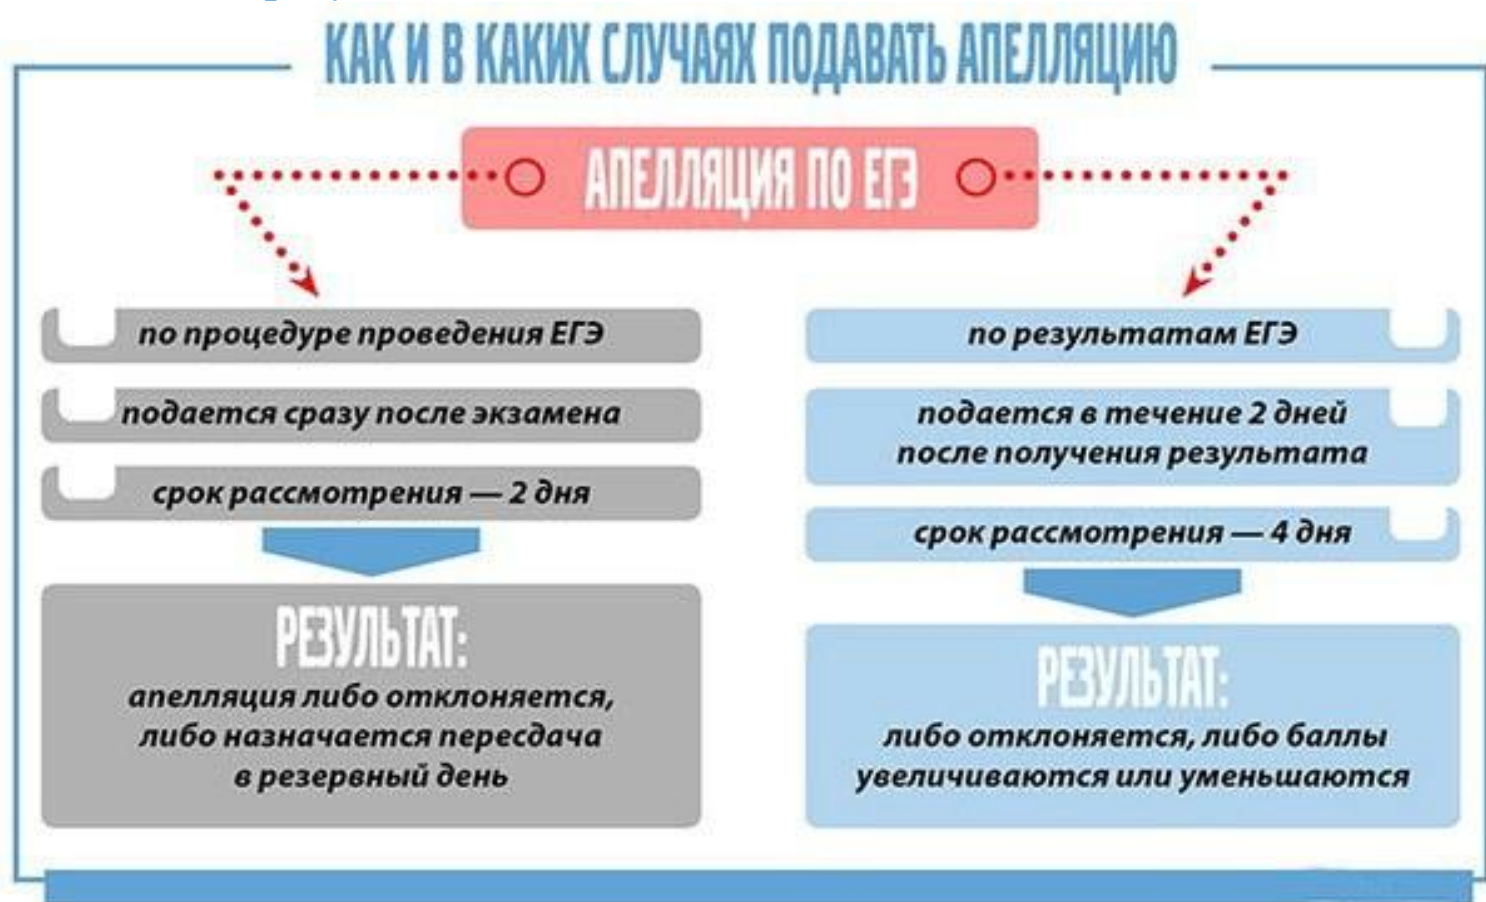 КАК И В КАКИХ СЛУЧАЯХ ПОДАВАТЬ АПЕЛЛЯЦИЮ
АПЕЛЛЯЦИЯ ПО ЕГЭ
по процедуре проведения ЕГЭ
подается сразу после экзамена
срок рассмотрения — 2 дня
РЕЗУЛЬТАТ:
апелляция либо отклоняется,
либо назначается пересдача
в резервный день
по результатам ЕГЭ
подается в течение 2 дней
после получения результата
срок рассмотрения — 4 дня
РЕЗУЛЬТАТ:
либо отклоняется, либо баллы
увеличиваются или уменьшаются